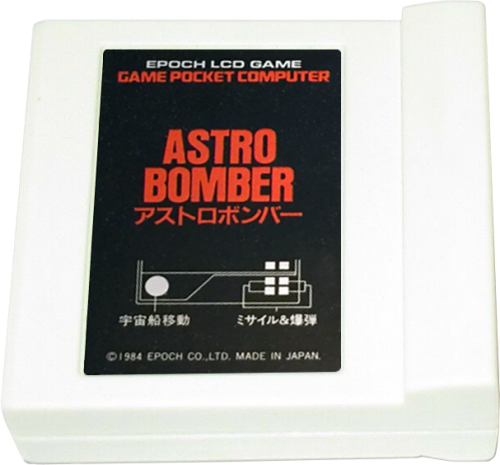 EPOCH LCD GAME
GAME POCKET COMPUTER
ASTRO
BOMBER
アストロボンバー
宇宙船移動 ミサイル&爆弾
©1984 EPOCH CO.,LTD. MADE IN JAPAN.